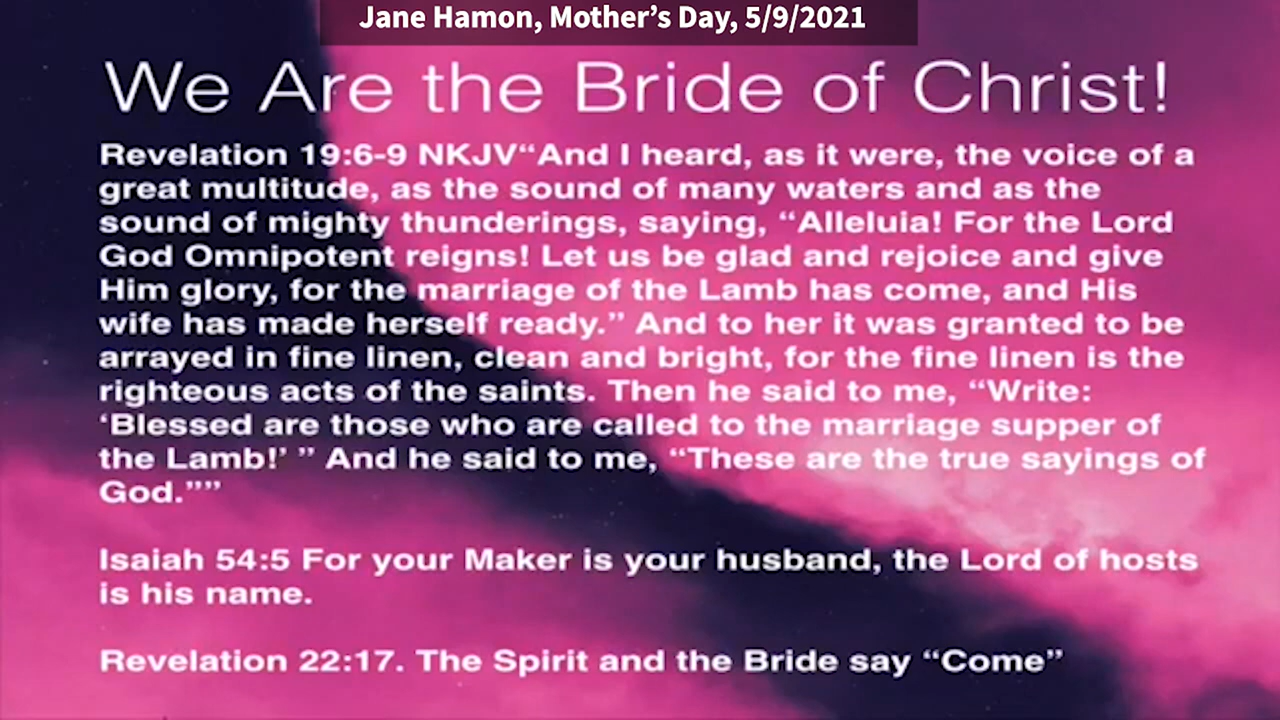 Jane Hamon, Mother’s Day, 5/9/2021
We Are the Bride of Christ!
Revelation 19:6-9 NKJV“And I heard, as it were, the voice of a
great multitude, as the sound of many waters and as the
sound of mighty thunderings, saying, “Alleluia! For the Lord
God Omnipotent reigns! Let us be glad and rejoice and give
Him glory, for the marriage of the Lamb has come, and His
wife has made herself ready.” And to her it was granted to be
arrayed in fine linen, clean and bright, for the fine linen is the
righteous acts of the saints. Then he said to me, “Write:
‘Blessed are those who are called to the marriage supper of
the Lamb!’ ” And he said to me, “These are the true sayings of
God.””
Isaiah 54:5 For your Maker is your husband, the Lord of hosts
is his name.
Revelation 22:17. The Spirit and the Bride say “Come”